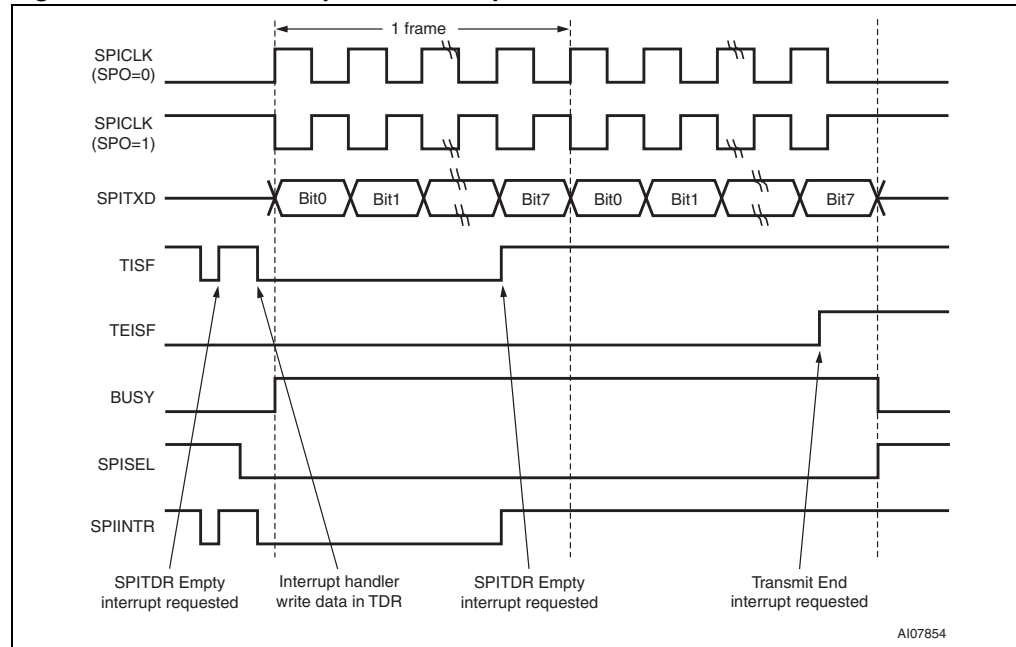 1 frame
SPICLK
(SPO=0)
SPICLK
(SPO=1)
SPITXD
Bit0 Bit1 Bit7 Bit0 Bit1 Bit7
TISF
TEISF
BUSY
SPISEL
SPIINTR
SPITDR Empty
interrupt requested
Interrupt handler
write data in TDR
SPITDR Empty
interrupt requested
Transmit End
interrupt requested
AI07854